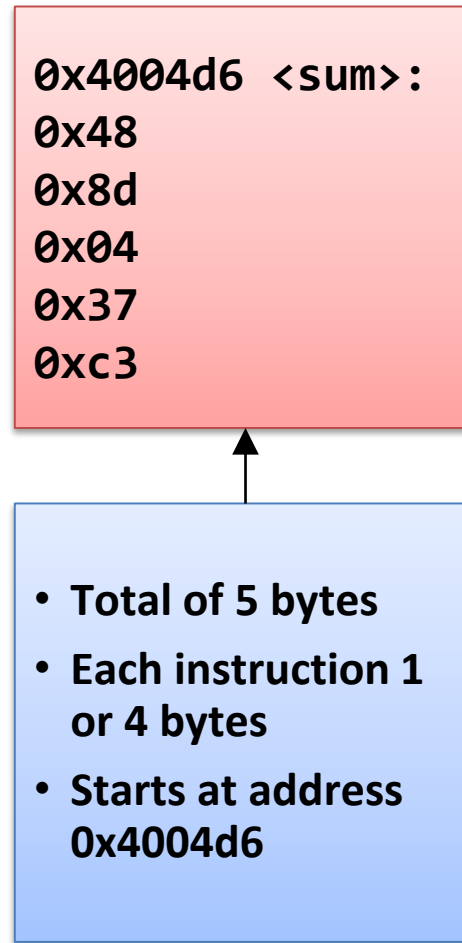 0x4004d6 <sum>:
0x48
0x8d
0x04
0x37
0xc3
• Total of 5 bytes
• Each instruction 1
or 4 bytes
• Starts at address
0x4004d6